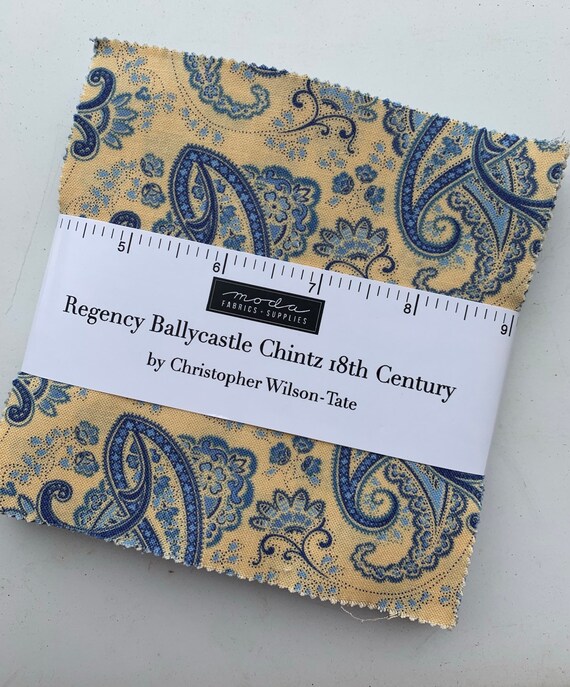 5 6 7 8 9
moda
FABRICS + SUPPLIES
Regency Ballycastle Chintz 18th Century
by Christopher Wilson-Tate